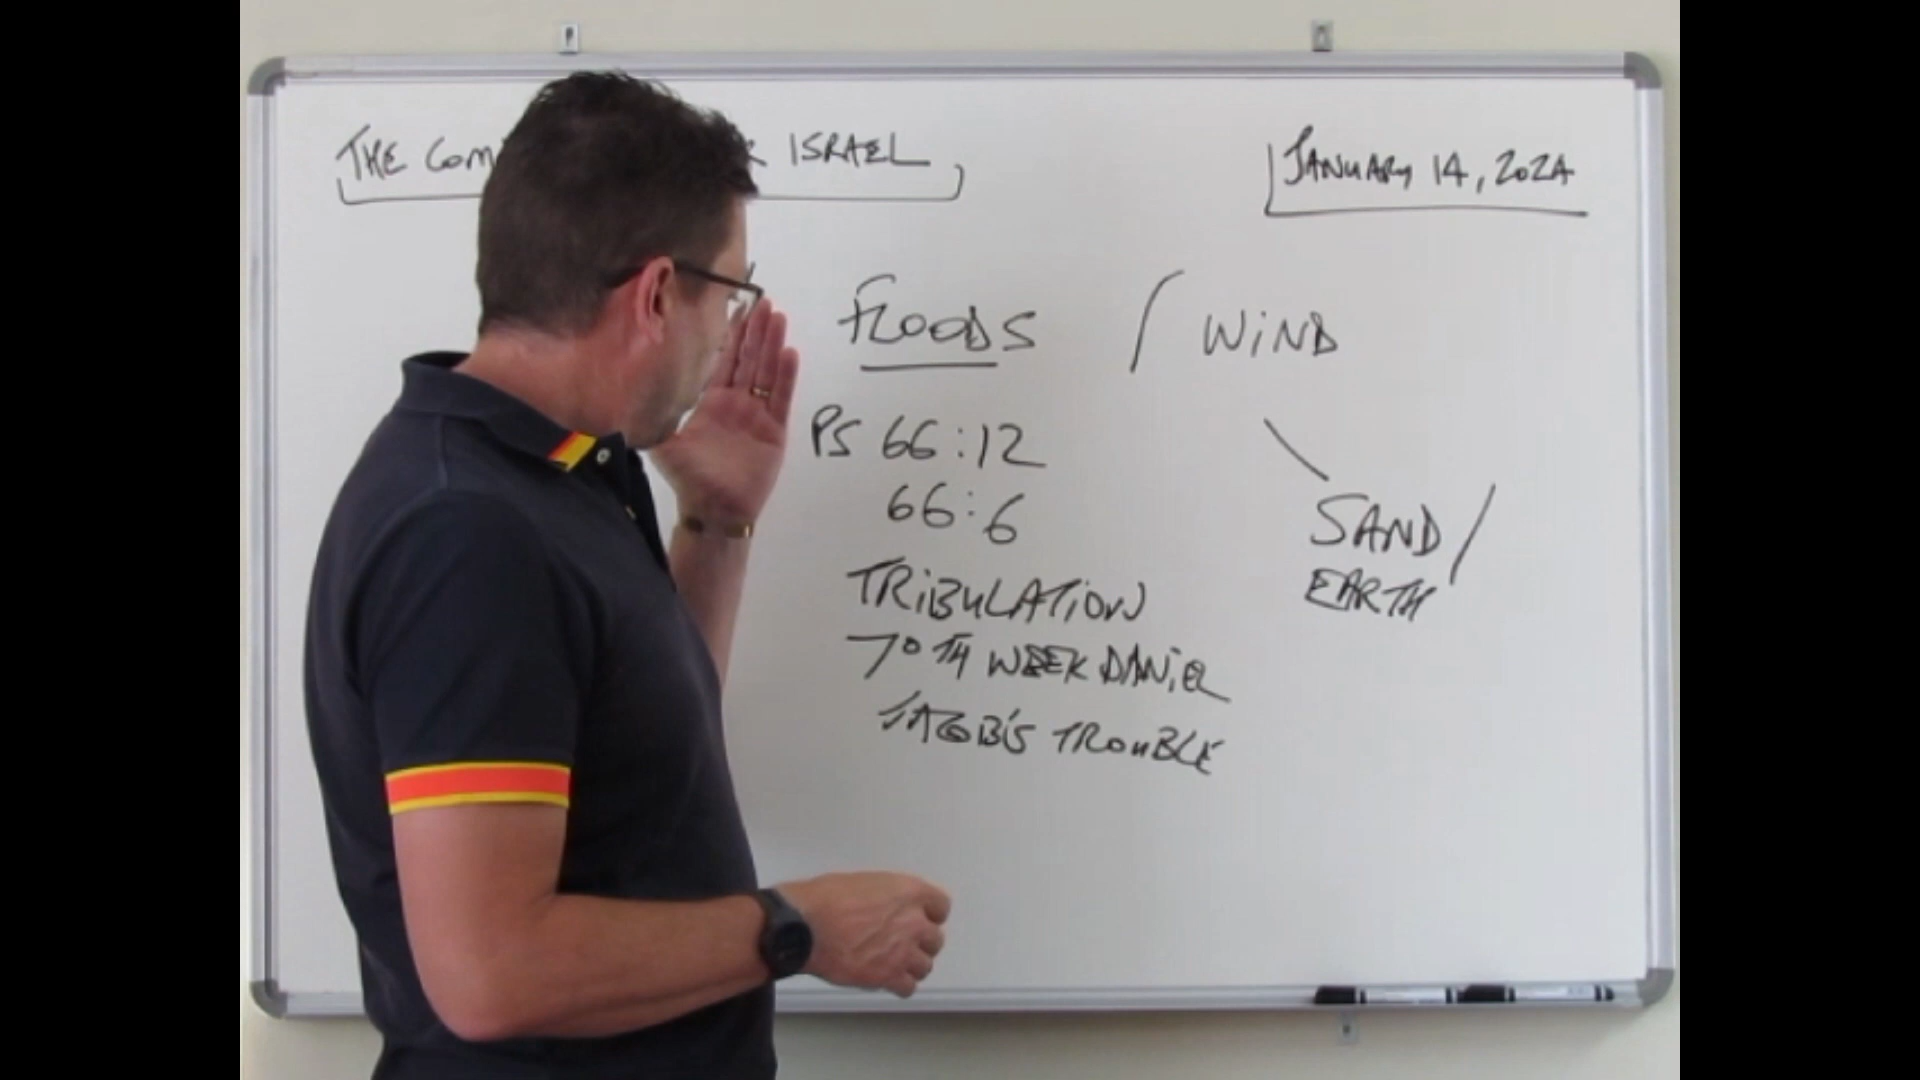 THE COM ISRAEL
JANUARY 14, 2024
FLOODS / WIND
PS 66:12
66:6
SAND /
EARTH
TRIBULATION
70TH WEEK DANIEL
JACOB'S TROUBLE